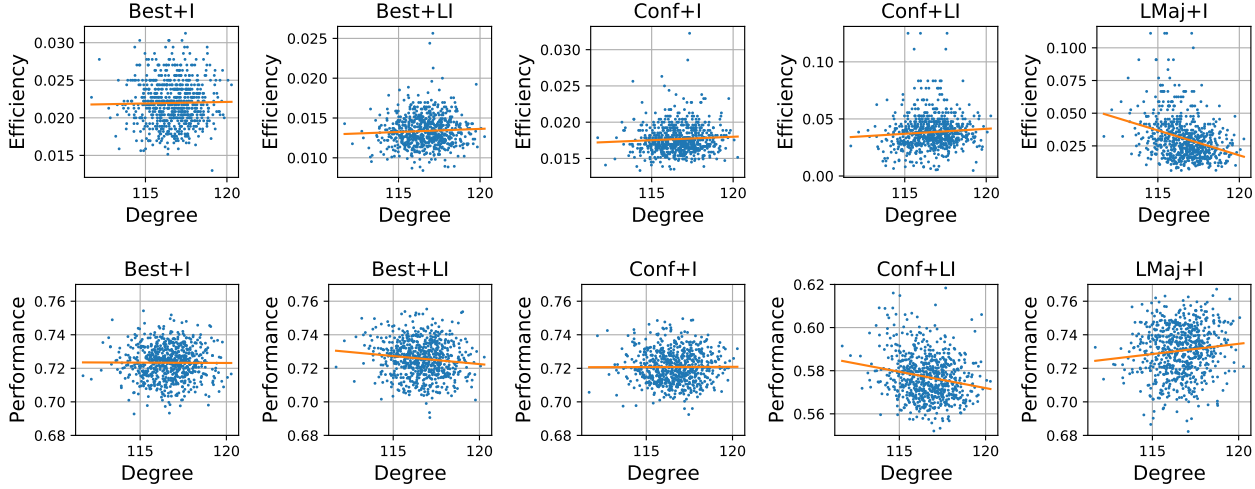 Best+I
Best+LI
Conf+I
Conf+LI
LMaj+I
Efficiency
0.030
0.025
0.020
0.015
115
120
Degree
Efficiency
0.025
0.020
0.015
0.010
115
120
Degree
Efficiency
0.030
0.025
0.020
0.015
115
120
Degree
Efficiency
0.10
0.05
0.00
115
120
Degree
Efficiency
0.100
0.075
0.050
0.025
115
120
Degree
Best+I
Best+LI
Conf+I
Conf+LI
LMaj+I
Performance
0.76
0.74
0.72
0.70
0.68
115
120
Degree
Performance
0.76
0.74
0.72
0.70
0.68
115
120
Degree
Performance
0.76
0.74
0.72
0.70
0.68
115
120
Degree
Performance
0.62
0.60
0.58
0.56
115
120
Degree
Performance
0.76
0.74
0.72
0.70
0.68
115
120
Degree